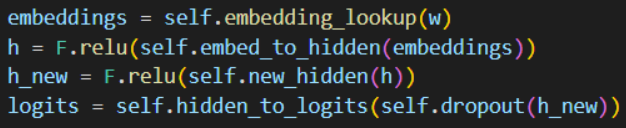 embeddings = self.embedding_lookup(w)
h = F.relu(self.embed_to_hidden(embeddings))
h_new = F.relu(self.new_hidden(h))
logits = self.hidden_to_logits(self.dropout(h_new))